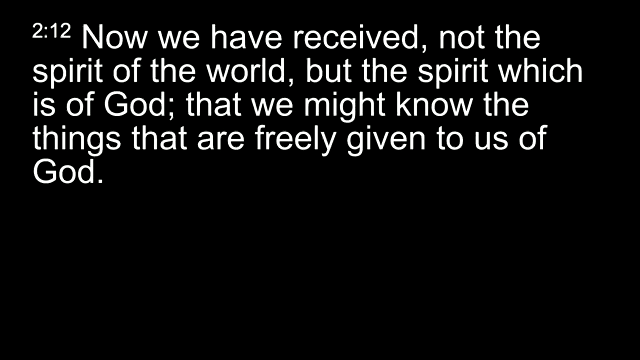 2:12 Now we have received, not the
spirit of the world, but the spirit which
is of God; that we might know the
things that are freely given to us of
God.